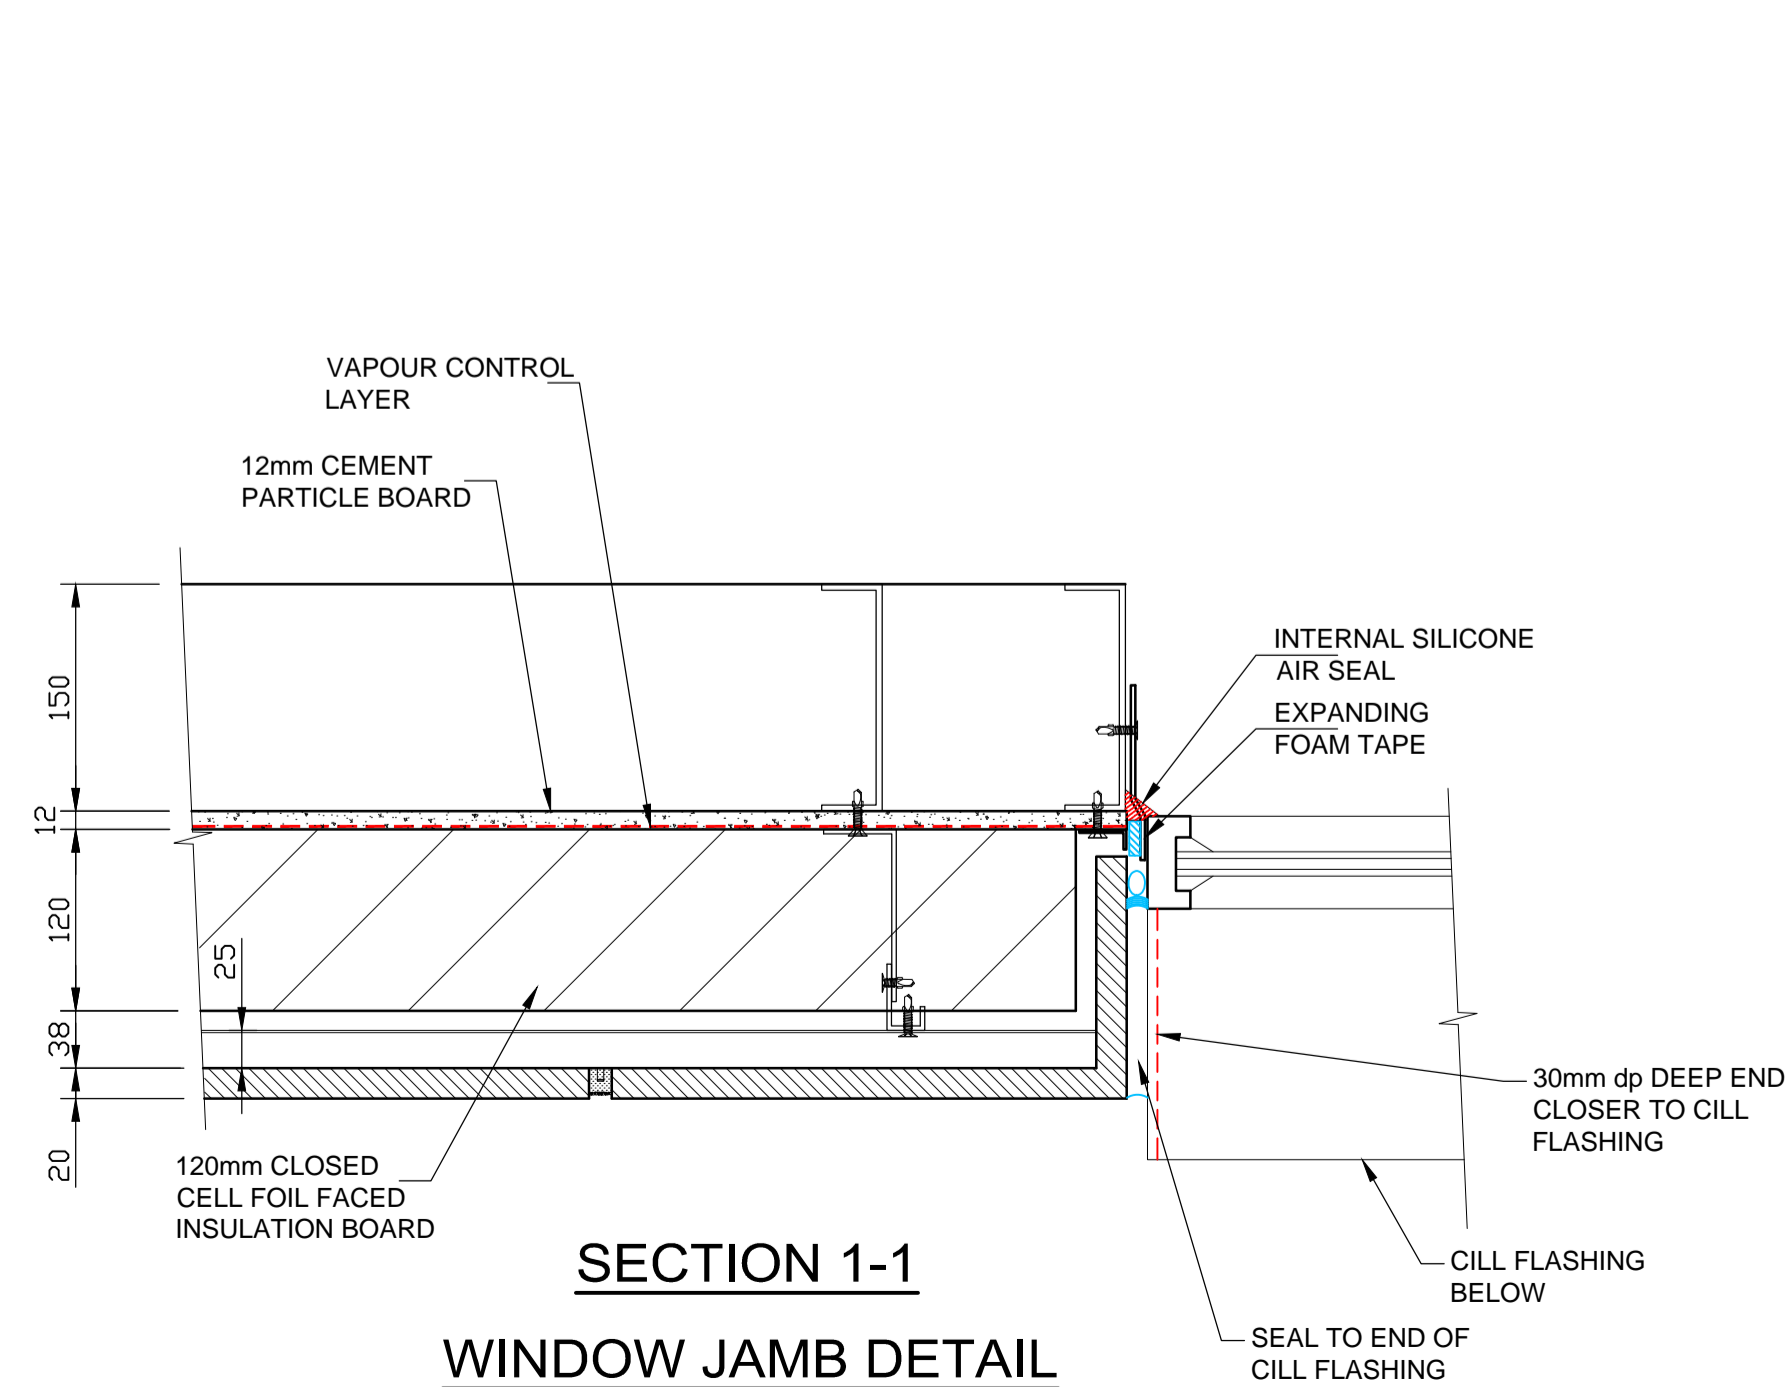 VAPOUR CONTROL
LAYER
12mm CEMENT
PARTICLE BOARD
INTERNAL SILICONE
AIR SEAL
EXPANDING
FOAM TAPE
150
12
120
25
38
20
30mm dp DEEP END
CLOSER TO CILL
FLASHING
120mm CLOSED
CELL FOIL FACED
INSULATION BOARD
CILL FLASHING
BELOW
SEAL TO END OF
CILL FLASHING
SECTION 1-1
WINDOW JAMB DETAIL